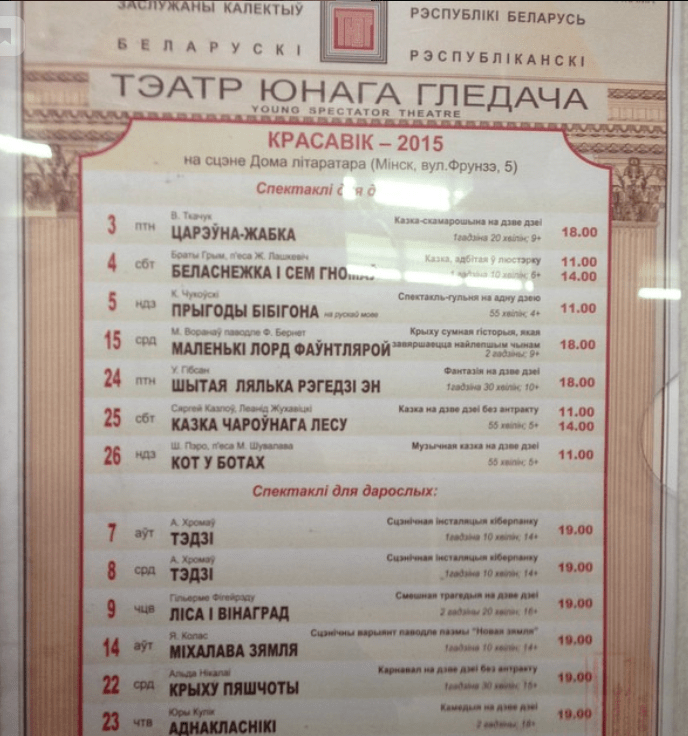 ЗАСЛУЖАНЫ КАЛЕКТЫЎ
РЭСПУБЛІКІ БЕЛАРУСЬ
БЕЛАРУСКІ
РЭСПУБЛІКАНСКІ
ТЭАТР ЮНАГА ГЛЕДАЧА
YOUNG SPECTATOR THEATRE
КРАСАВІК – 2015
на сцэне Дома літаратара (Мінск, вул.Фрунзэ, 5)
Спектаклі для
3 птн
В. Ткачук
ЦАРЭЎНА-ЖАБКА
Казка-скамарошына на дзве дзеі
1гадзіна 20 хвілін; 9+
18.00
4 сбт
Браты Грым, п'еса Ж. Лашкевіч
БЕЛАСНЕЖКА І СЕМ ГНОМАЎ
Казка, адбітая ў люстэрку
1 гадзіна 10 хвілін; 6+
11.00
14.00
5 ндз
К. Чукоўскі
ПРЫГОДЫ БІБІГОНА на рускай мове
Спектакль-гульня на адну дзею
55 хвілін; 4+
11.00
15 срд
М. Воранаў паводле Ф. Бернет
МАЛЕНЬКІ ЛОРД ФАЎНТЛЯРОЙ
Крыху сумная гісторыя, якая
завяршаецца найлепшым чынам
2 гадзіны; 9+
18.00
24 птн
У. Гібсан
ШЫТАЯ ЛЯЛЬКА РЭГЕДЗІ ЭН
Фантазія на дзве дзеі
1гадзіна 30 хвілін; 10+
18.00
25 сбт
Сяргей Казлоў, Леанід Жухавіцкі
КАЗКА ЧАРОЎНАГА ЛЕСУ
Казка на дзве дзеі без антракту
55 хвілін; 5+
11.00
14.00
26 ндз
Ш. Пэро, п'еса М. Шувалава
КОТ У БОТАХ
Музычная казка на дзве дзеі
55 хвілін; 5+
11.00
Спектаклі для дарослых:
7 аўт
А. Хромаў
ТЭДЗІ
Сцэнічная інсталяцыя кіберпанку
1гадзіна 10 хвілін; 14+
19.00
8 срд
А. Хромаў
ТЭДЗІ
Сцэнічная інсталяцыя кіберпанку
1гадзіна 10 хвілін; 14+
19.00
9 чцв
Гільерме Фігейрэду
ЛІСА І ВІНАГРАД
Смешная трагедыя на дзве дзеі
2 гадзіны 20 хвілін; 16+
19.00
14 аўт
Я. Колас
МІХАЛАВА ЗЯМЛЯ
Сцэнічны варыянт паводле паэмы "Новая зямля"
1гадзіна 10 хвілін; 14+
19.00
22 срд
Альда Нікалаі
КРЫХУ ПЯШЧОТЫ
Карнавал на дзве дзеі без антракту
1гадзіна 30 хвілін; 15+
19.00
23 чтв
Юры Купік
АДНАКЛАСНІКІ
Камедыя на дзве дзеі
2 гадзіны; 18+
19.00